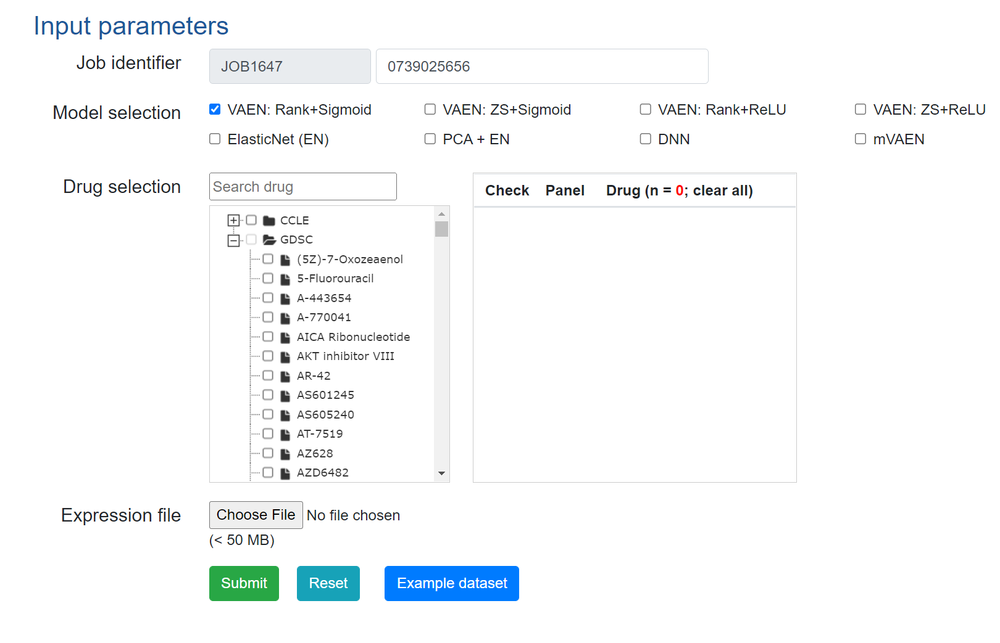 Input parameters
Job identifier JOB1647 0739025656
Model selection VAEN: Rank+Sigmoid VAEN: ZS+Sigmoid VAEN: Rank+ReLU VAEN: ZS+ReLU
ElasticNet (EN) PCA + EN DNN mVAEN
Drug selection Search drug Check Panel Drug (n = 0; clear all)
CCLE
GDSC
(5Z)-7-Oxozeaenol
5-Fluorouracil
A-443654
A-770041
AICA Ribonucleotide
AKT inhibitor VIII
AR-42
AS601245
AS605240
AT-7519
AZ628
AZD6482
Expression file Choose File No file chosen
(< 50 MB)
Submit Reset Example dataset